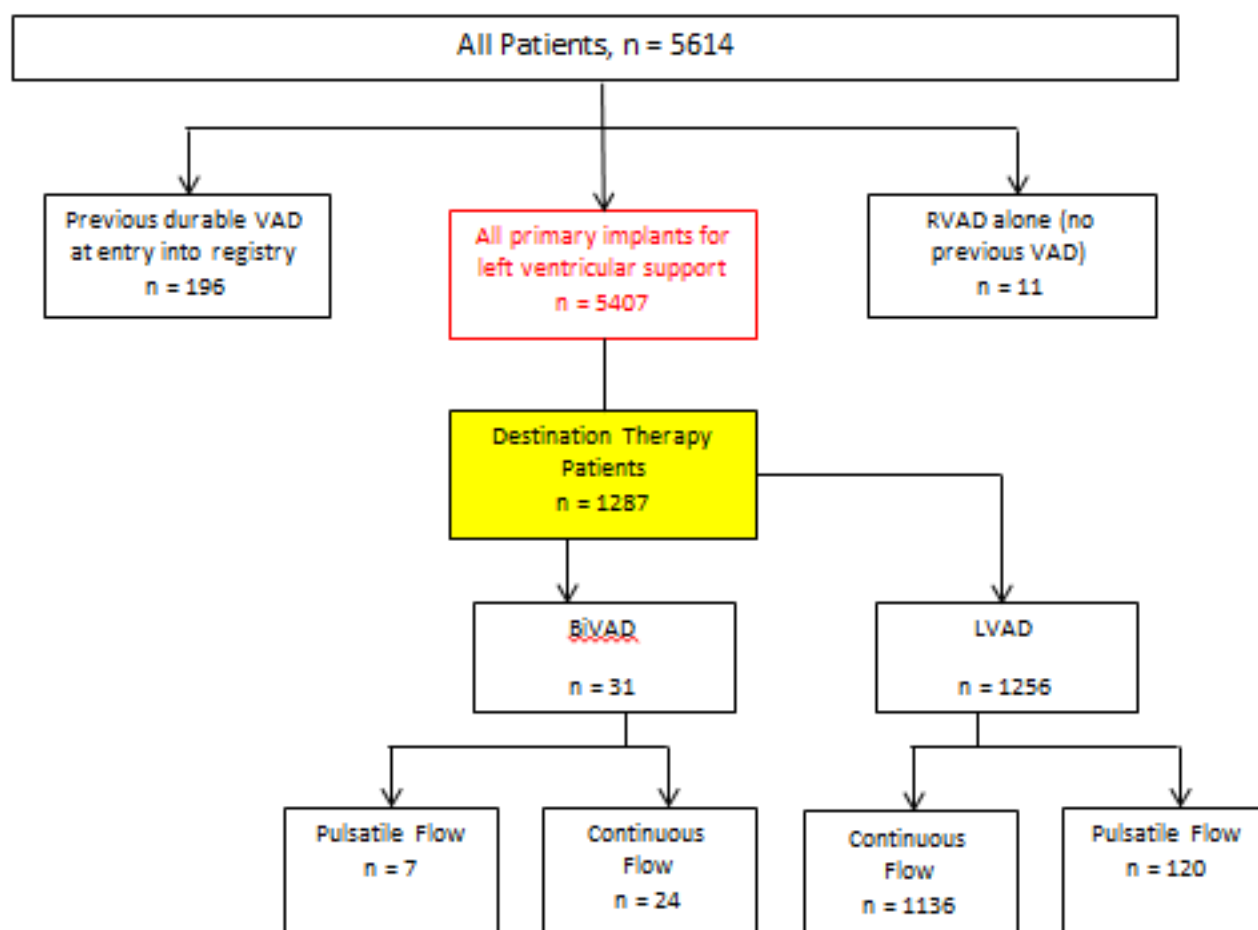 All Patients, n = 5614
Previous durable VAD
at entry into registry
n = 196
All primary implants for
left ventricular support
n = 5407
RVAD alone (no
previous VAD)
n = 11
Destination Therapy
Patients
n = 1287
BiVAD
n = 31
LVAD
n = 1256
Pulsatile Flow
n = 7
Continuous
Flow
n = 24
Continuous
Flow
n = 1136
Pulsatile Flow
n = 120